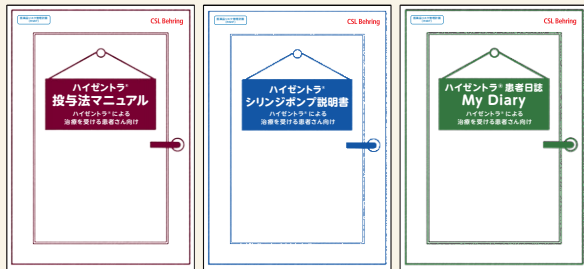 CSL Behring
ハイゼントラ®
投与法マニュアル
ハイゼントラ®による
治療を受ける患者さん向け
CSL Behring
ハイゼントラ®
シリンジポンプ説明書
ハイゼントラ®による
治療を受ける患者さん向け
CSL Behring
ハイゼントラ® 患者日誌
My Diary
ハイゼントラ®による
治療を受ける患者さん向け